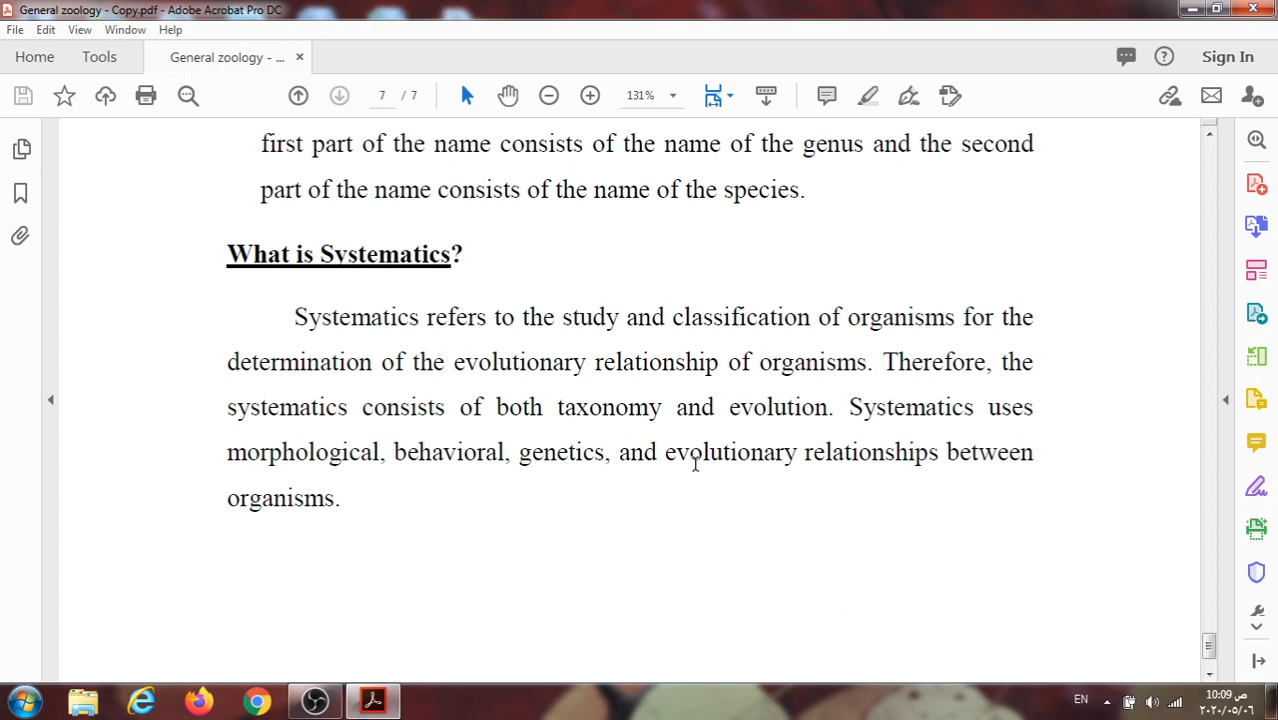 General zoology - Copy.pdf - Adobe Acrobat Pro DC
File Edit View Window Help
Home Tools General zoology - ... × Sign In
7 / 7 131%
first part of the name consists of the name of the genus and the second
part of the name consists of the name of the species.
What is Systematics?
Systematics refers to the study and classification of organisms for the
determination of the evolutionary relationship of organisms. Therefore, the
systematics consists of both taxonomy and evolution. Systematics uses
morphological, behavioral, genetics, and evolutionary relationships between
organisms.
EN
10:09 ص
٢٠٢٠/٠٥/٠٦